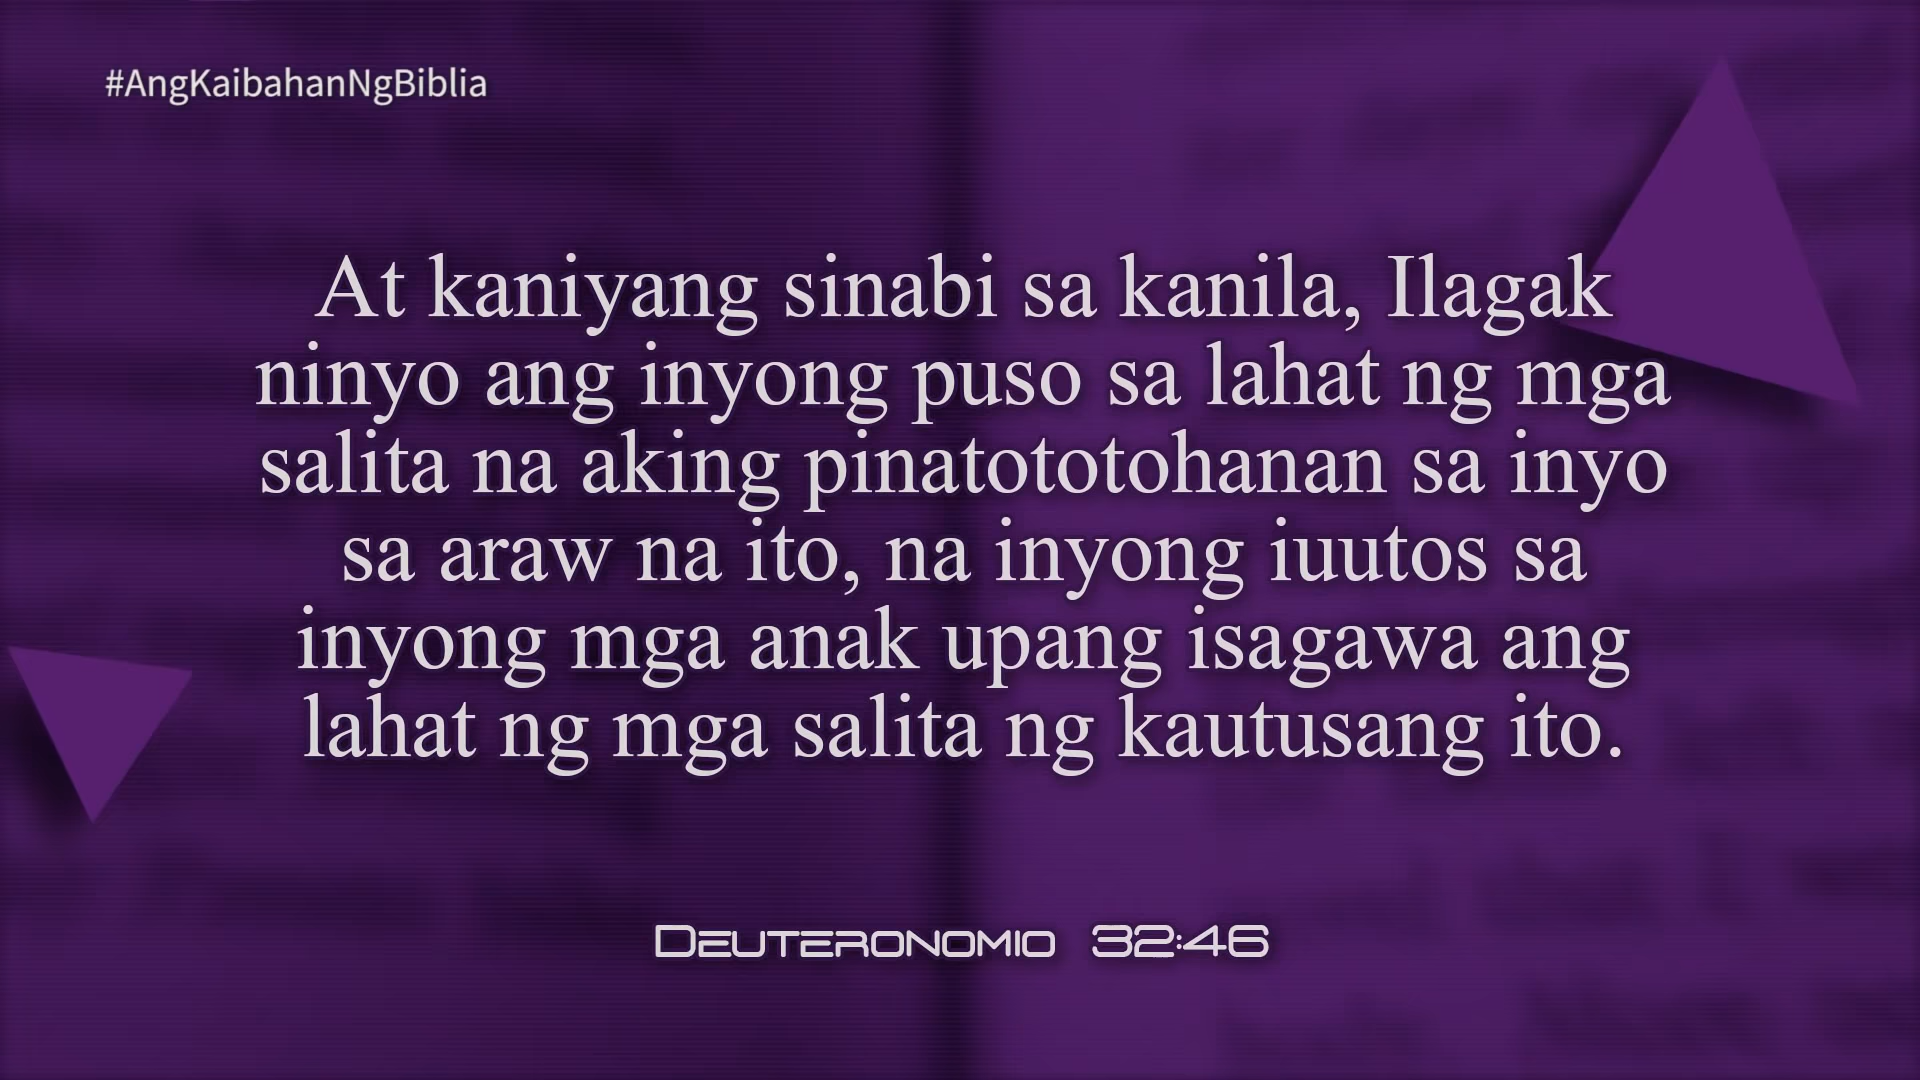 #AngKaibahanNgBiblia
At kaniyang sinabi sa kanila, Ilagak
ninyo ang inyong puso sa lahat ng mga
salita na aking pinatototohanan sa inyo
sa araw na ito, na inyong iuutos sa
inyong mga anak upang isagawa ang
lahat ng mga salita ng kautusang ito.
Deuteronomio 32:46